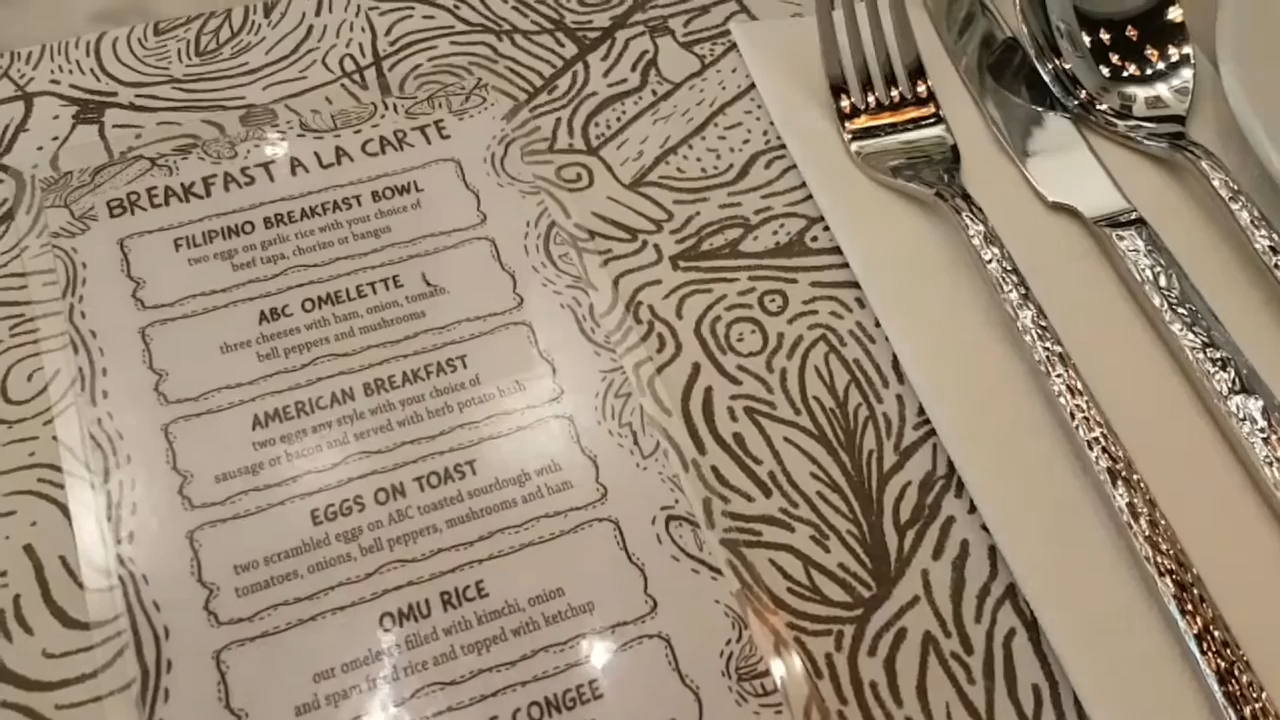 BREAKFAST A LA CARTE
FILIPINO BREAKFAST BOWL
two eggs on garlic rice with your choice of
beef tapa, chorizo or bangus
ABC OMELETTE
three cheeses with ham, onion, tomato,
bell peppers and mushrooms
AMERICAN BREAKFAST
two eggs any style with your choice of
sausage or bacon and served with herb potato hash
EGGS ON TOAST
two scrambled eggs on ABC toasted sourdough with
tomatoes, onions, bell peppers, mushrooms and ham
OMU RICE
our omelette filled with kimchi, onion
and spam fried rice and topped with ketchup
CONGEE